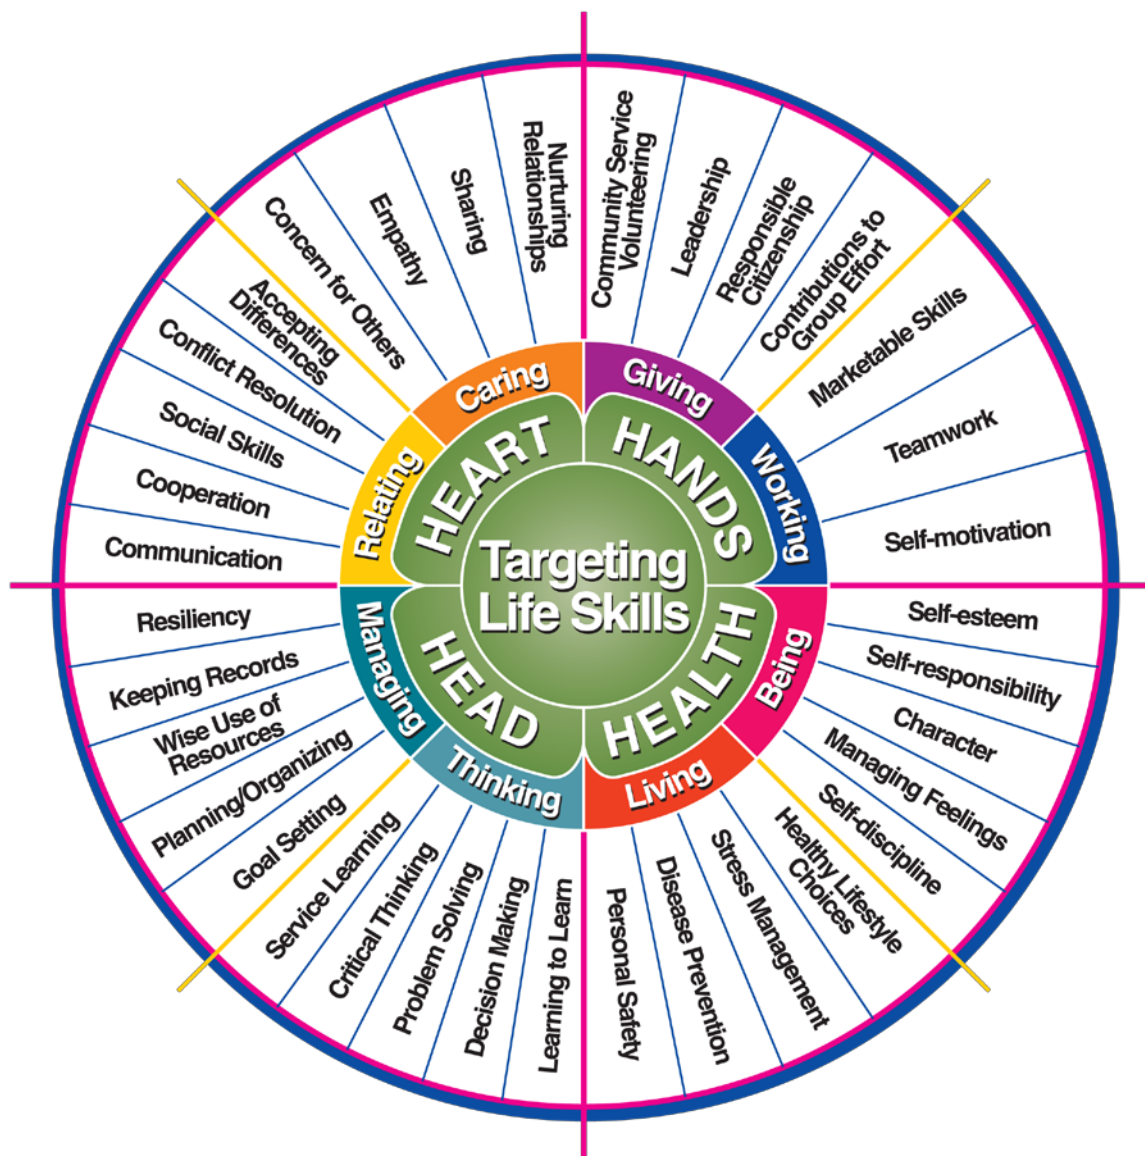 Targeting
Life Skills
HEART
HANDS
HEALTH
HEAD
Caring
Giving
Working
Being
Living
Thinking
Managing
Relating
Community Service
Volunteering
Leadership
Responsible
Citizenship
Contributions to
Group Effort
Marketable Skills
Teamwork
Self-motivation
Self-esteem
Self-responsibility
Character
Managing Feelings
Self-discipline
Healthy Lifestyle
Choices
Stress Management
Disease Prevention
Personal Safety
Learning to Learn
Decision Making
Problem Solving
Critical Thinking
Service Learning
Goal Setting
Planning/Organizing
Wise Use of
Resources
Keeping Records
Resiliency
Communication
Cooperation
Social Skills
Conflict Resolution
Accepting
Differences
Concern for Others
Empathy
Sharing
Nurturing
Relationships